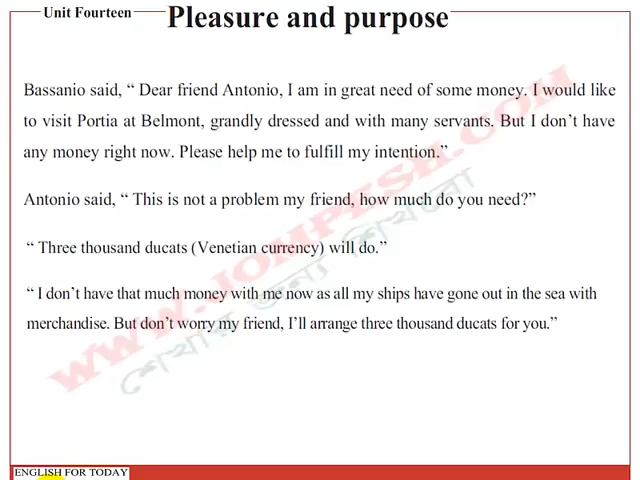 Unit Fourteen
Pleasure and purpose
Bassanio said, “ Dear friend Antonio, I am in great need of some money. I would like
to visit Portia at Belmont, grandly dressed and with many servants. But I don’t have
any money right now. Please help me to fulfill my intention.”
Antonio said, “ This is not a problem my friend, how much do you need?”
“ Three thousand ducats (Venetian currency) will do.”
“ I don’t have that much money with me now as all my ships have gone out in the sea with
merchandise. But don’t worry my friend, I’ll arrange three thousand ducats for you.”
WWW.JOMPESH.COM
শেখার জন্য
ENGLISH FOR TODAY